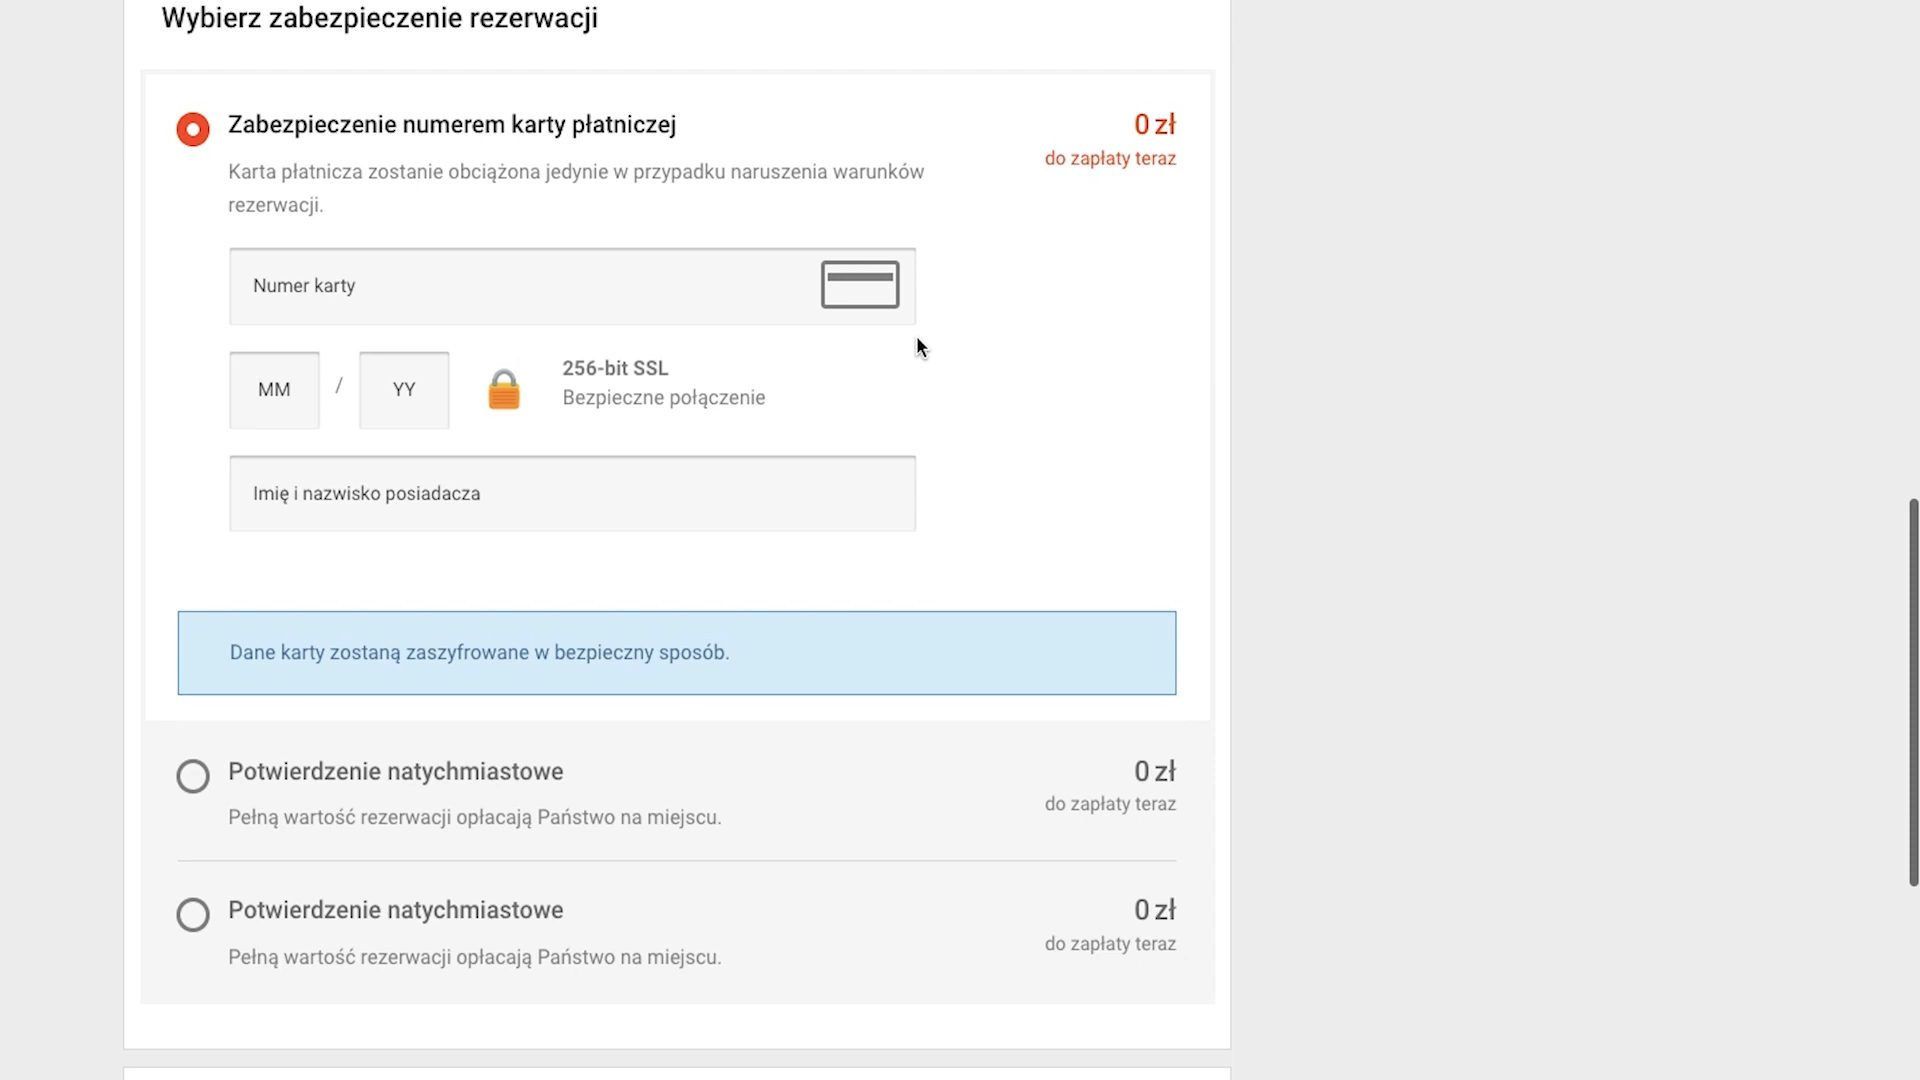 Wybierz zabezpieczenie rezerwacji
Zabezpieczenie numerem karty płatniczej
0 zł
do zapłaty teraz
Karta płatnicza zostanie obciążona jedynie w przypadku naruszenia warunków
rezerwacji.
Numer karty
MM / YY
256-bit SSL
Bezpieczne połączenie
Imię i nazwisko posiadacza
Dane karty zostaną zaszyfrowane w bezpieczny sposób.
Potwierdzenie natychmiastowe
0 zł
do zapłaty teraz
Pełną wartość rezerwacji opłacają Państwo na miejscu.
Potwierdzenie natychmiastowe
0 zł
do zapłaty teraz
Pełną wartość rezerwacji opłacają Państwo na miejscu.